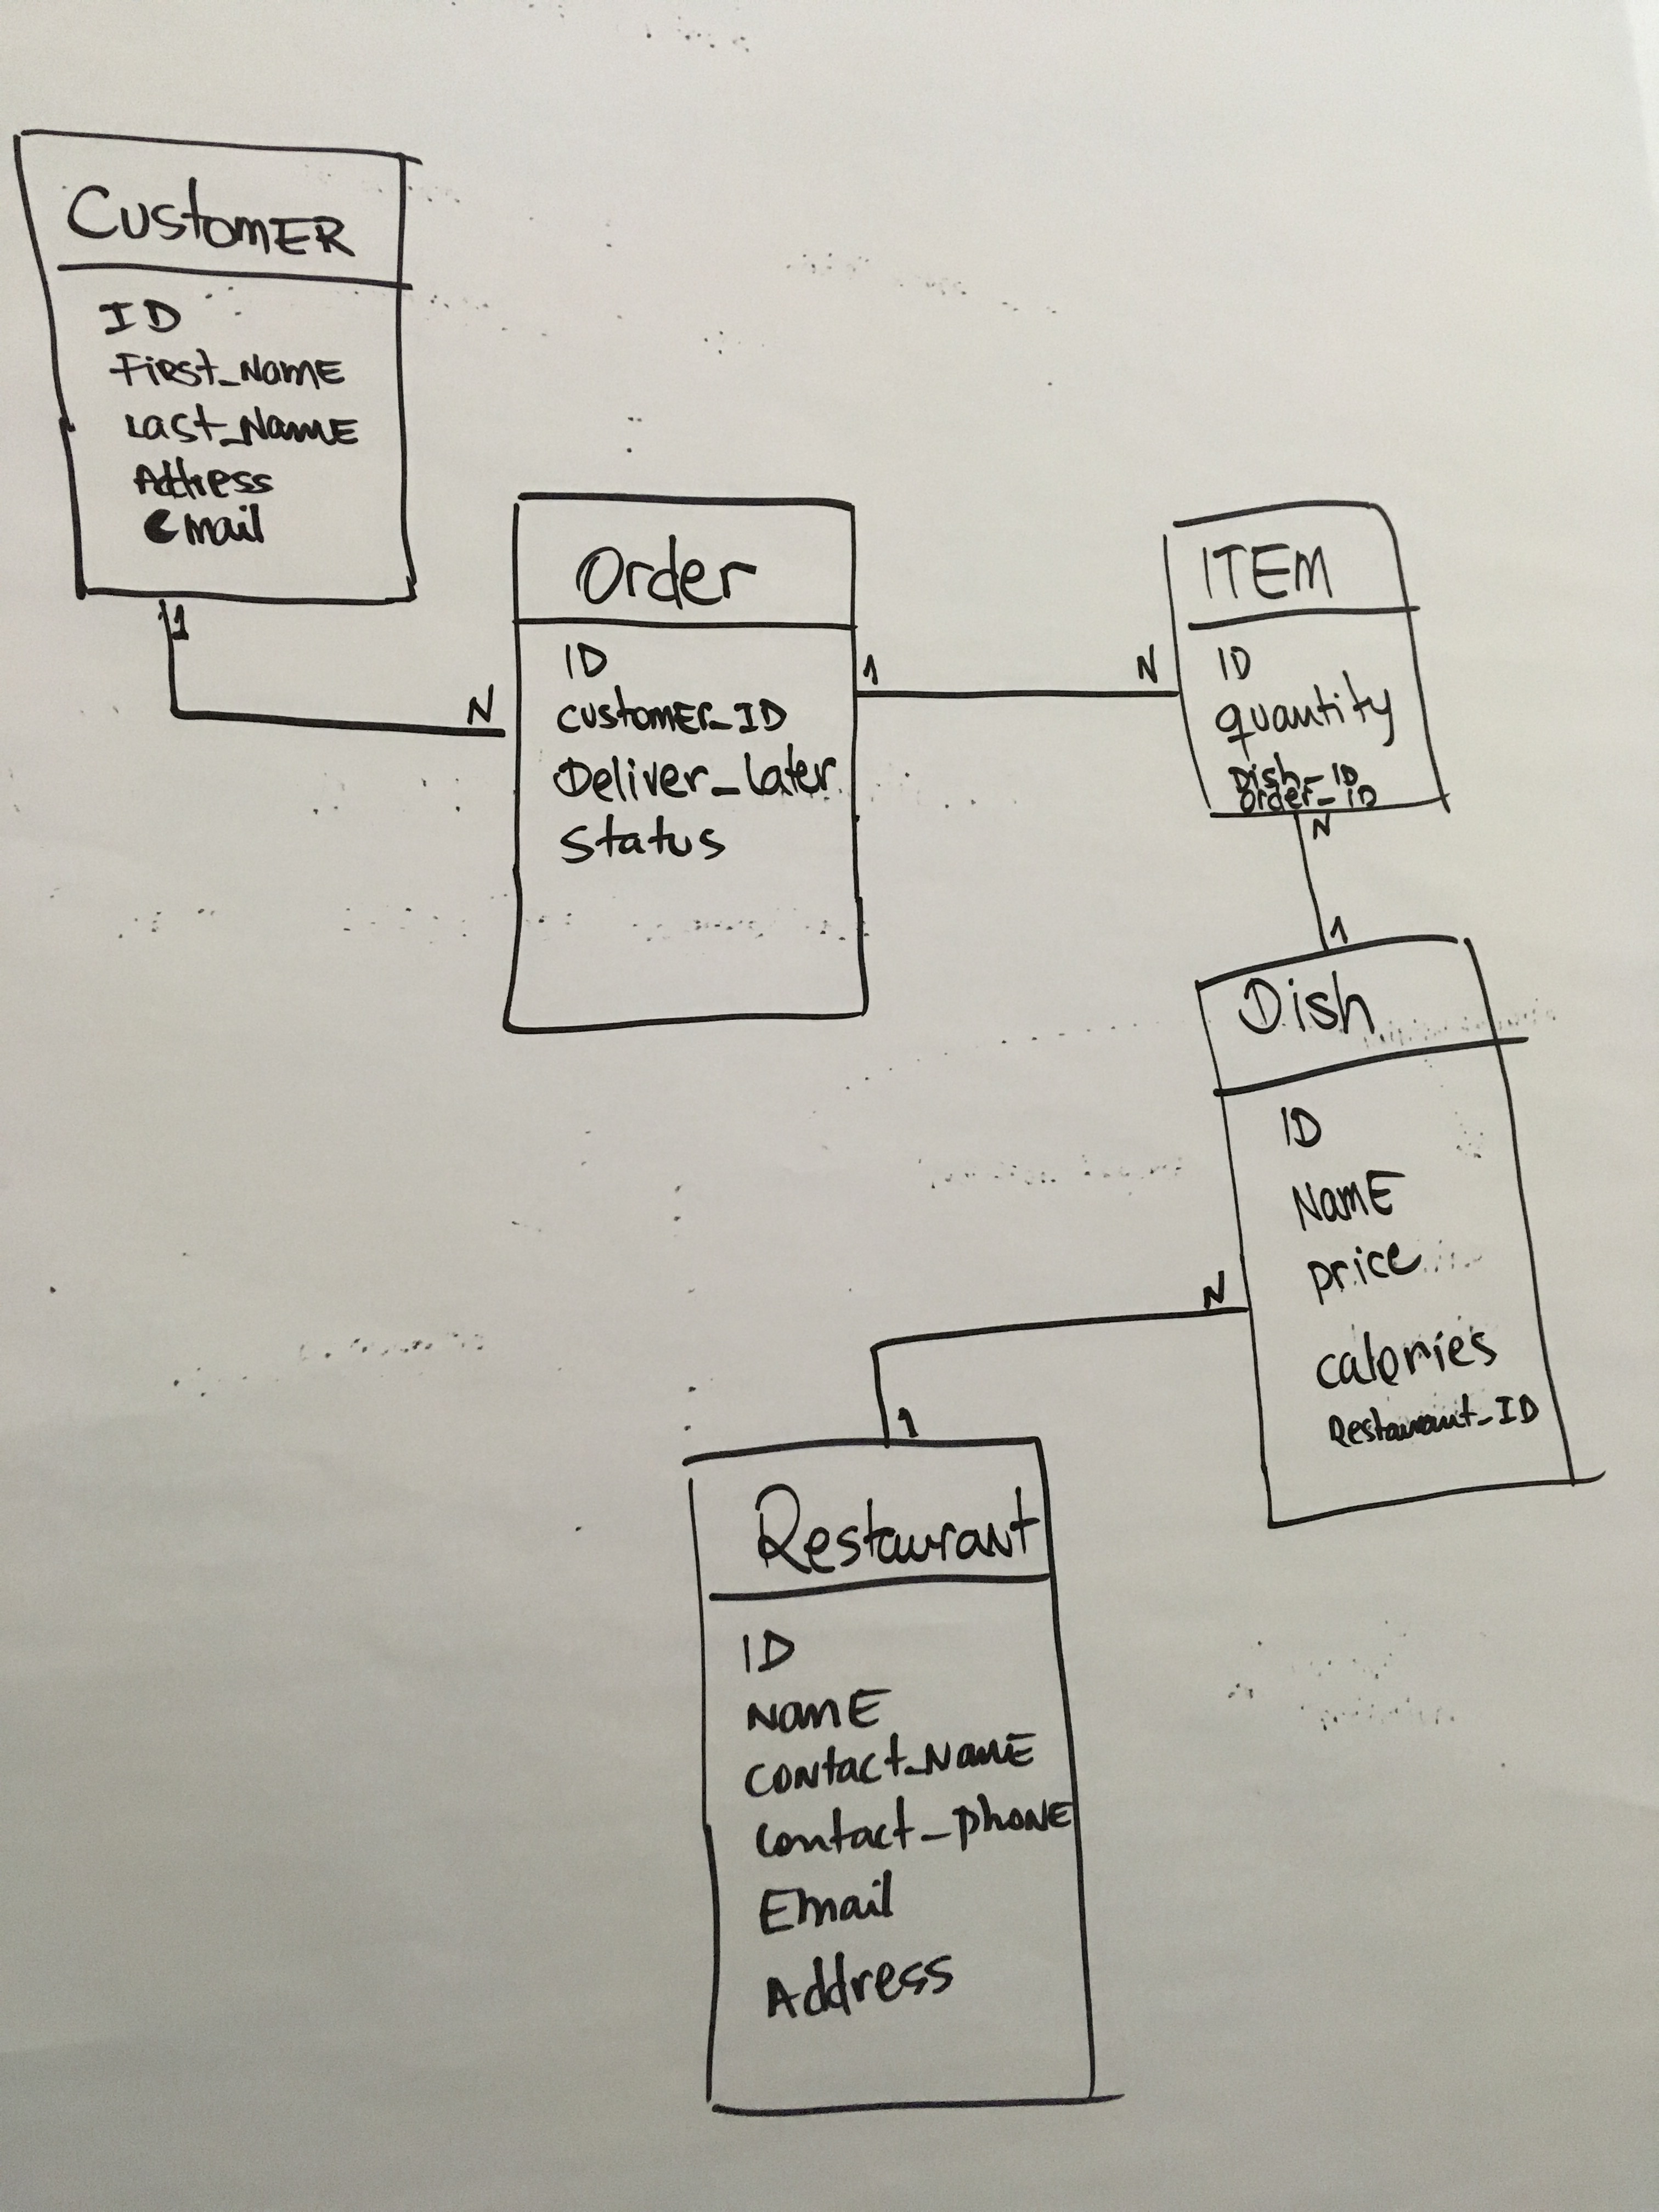 CustomER
ID
First_NamE
Last_NamE
Address
email
1
N
Order
ID
customEr_ID
Deliver_later
Status
1
N
ITEM
ID
quantity
Dish_ID
order_ID
N
1
Dish
ID
NamE
price
calories
Restaurant_ID
N
1
Restaurant
ID
NamE
contact_NamE
contact_phoNE
Email
Address